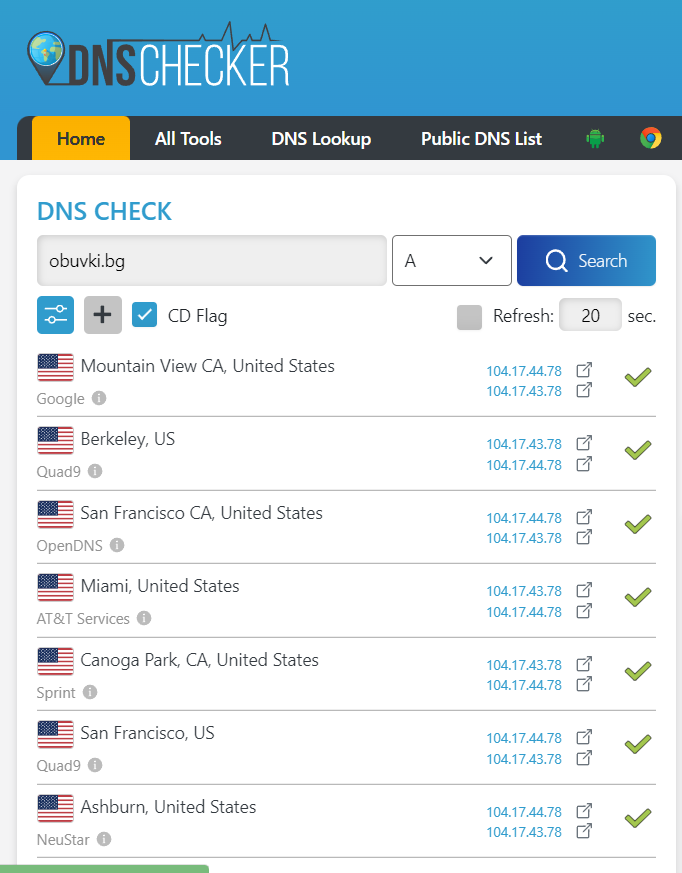 DNSCHECKER
Home All Tools DNS Lookup Public DNS List
DNS CHECK
obuvki.bg A Search
+ CD Flag Refresh: 20 sec.
Mountain View CA, United States
104.17.44.78
104.17.43.78
Google
Berkeley, US
104.17.43.78
104.17.44.78
Quad9
San Francisco CA, United States
104.17.44.78
104.17.43.78
OpenDNS
Miami, United States
104.17.43.78
104.17.44.78
AT&T Services
Canoga Park, CA, United States
104.17.43.78
104.17.44.78
Sprint
San Francisco, US
104.17.44.78
104.17.43.78
Quad9
Ashburn, United States
104.17.44.78
104.17.43.78
NeuStar